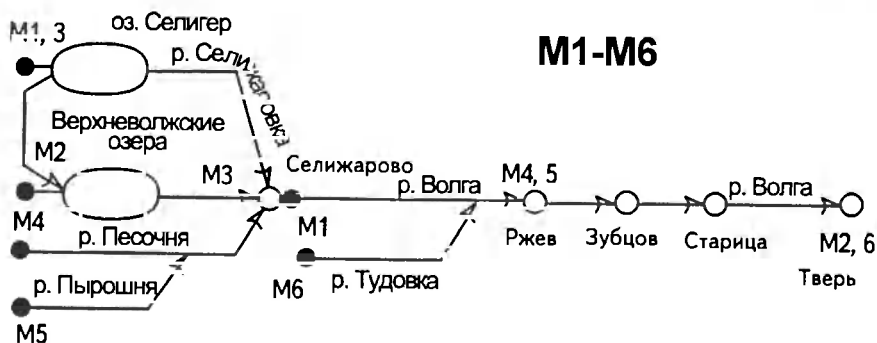 М1, 3
оз. Селигер
р. Селижаровка
М1-М6
Верхневолжские
озера
М2
М3
Селижарово
М4, 5
р. Волга
р. Волга
М4
М1
р. Песочня
Ржев
Зубцов
Старица
М2, 6
р. Пырошня
М6
р. Тудовка
Тверь
М5